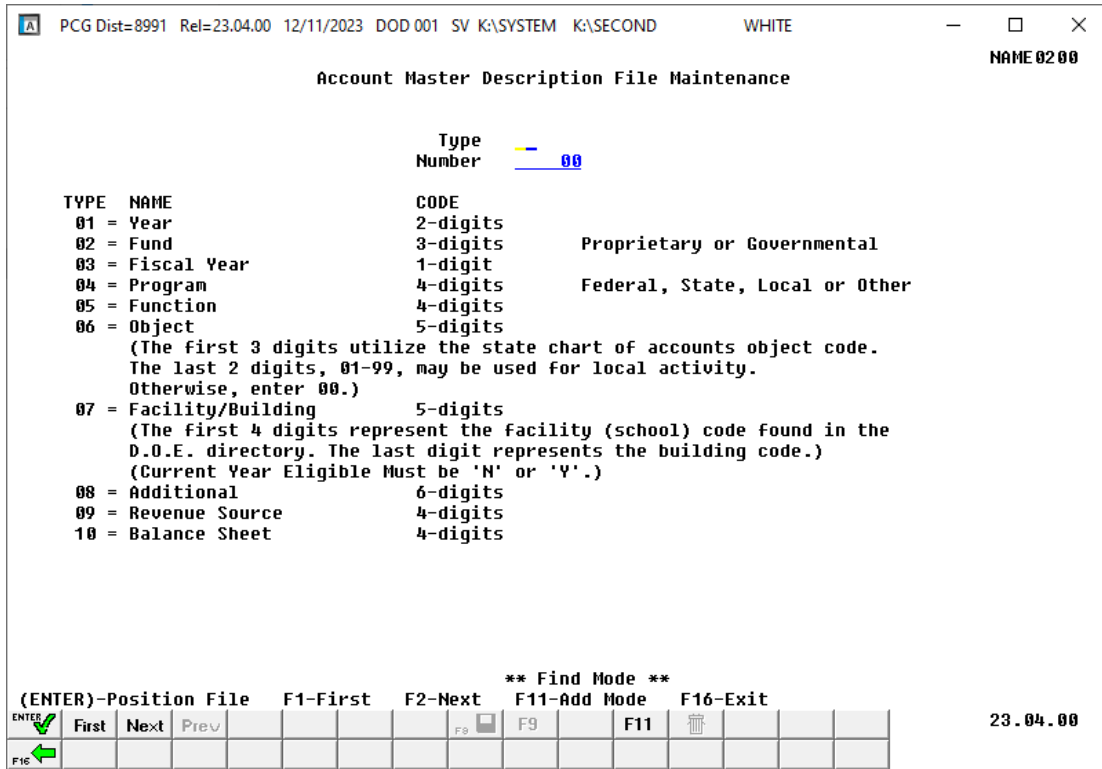 A PCG Dist=8991 Rel=23.04.00 12/11/2023 DOD 001 SV K:\SYSTEM K:\SECOND WHITE
NAME0200
Account Master Description File Maintenance
Type
Number 00
TYPE NAME CODE
01 = Year 2-digits
02 = Fund 3-digits Proprietary or Governmental
03 = Fiscal Year 1-digit
04 = Program 4-digits Federal, State, Local or Other
05 = Function 4-digits
06 = Object 5-digits
(The first 3 digits utilize the state chart of accounts object code.
The last 2 digits, 01-99, may be used for local activity.
Otherwise, enter 00.)
07 = Facility/Building 5-digits
(The first 4 digits represent the facility (school) code found in the
D.O.E. directory. The last digit represents the building code.)
(Current Year Eligible Must be 'N' or 'Y'.)
08 = Additional 6-digits
09 = Revenue Source 4-digits
10 = Balance Sheet 4-digits
** Find Mode **
(ENTER)-Position File F1-First F2-Next F11-Add Mode F16-Exit
ENTER First Next Prev F9 F9 F11 23.04.00
F16